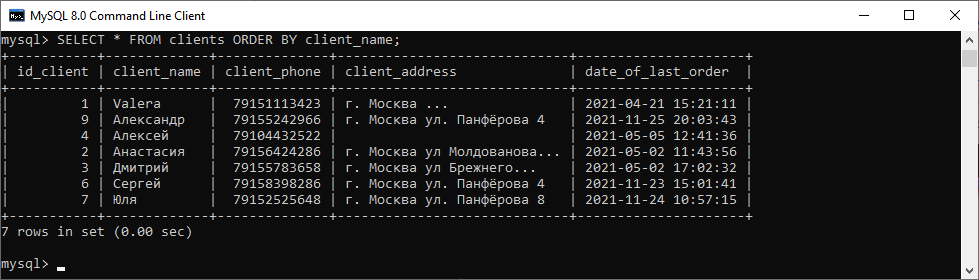 MySQL 8.0 Command Line Client
mysql> SELECT * FROM clients ORDER BY client_name;
+-----------+-------------+--------------+----------------------------+---------------------+
| id_client | client_name | client_phone | client_address             | date_of_last_order  |
+-----------+-------------+--------------+----------------------------+---------------------+
|         1 | Valera      |  79151113423 | г. Москва ...              | 2021-04-21 15:21:11 |
|         9 | Александр   |  79155242966 | г. Москва ул. Панфёрова 4  | 2021-11-25 20:03:43 |
|         4 | Алексей     |  79104432522 |                            | 2021-05-05 12:41:36 |
|         2 | Анастасия   |  79156424286 | г. Москва ул Молдованова... | 2021-05-02 11:43:56 |
|         3 | Дмитрий     |  79155783658 | г. Москва ул Брежнего...   | 2021-05-02 17:02:32 |
|         6 | Сергей      |  79158398286 | г. Москва ул. Панфёрова 4  | 2021-11-23 15:01:41 |
|         7 | Юля         |  79152525648 | г. Москва ул. Панфёрова 8  | 2021-11-24 10:57:15 |
+-----------+-------------+--------------+----------------------------+---------------------+
7 rows in set (0.00 sec)
mysql>